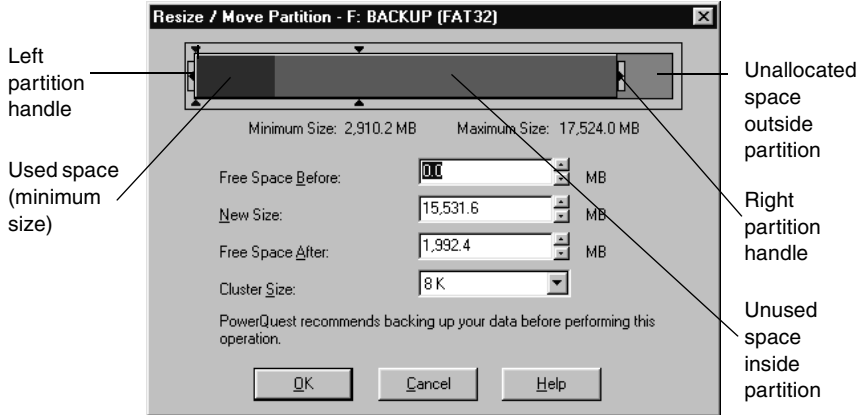 Resize / Move Partition - F: BACKUP (FAT32)
Left
partition
handle
Used space
(minimum
size)
Unallocated
space
outside
partition
Right
partition
handle
Unused
space
inside
partition
Minimum Size: 2,910.2 MB Maximum Size: 17,524.0 MB
Free Space Before: 0.0 MB
New Size: 15,531.6 MB
Free Space After: 1,992.4 MB
Cluster Size: 8 K
PowerQuest recommends backing up your data before performing this
operation.
OK Cancel Help